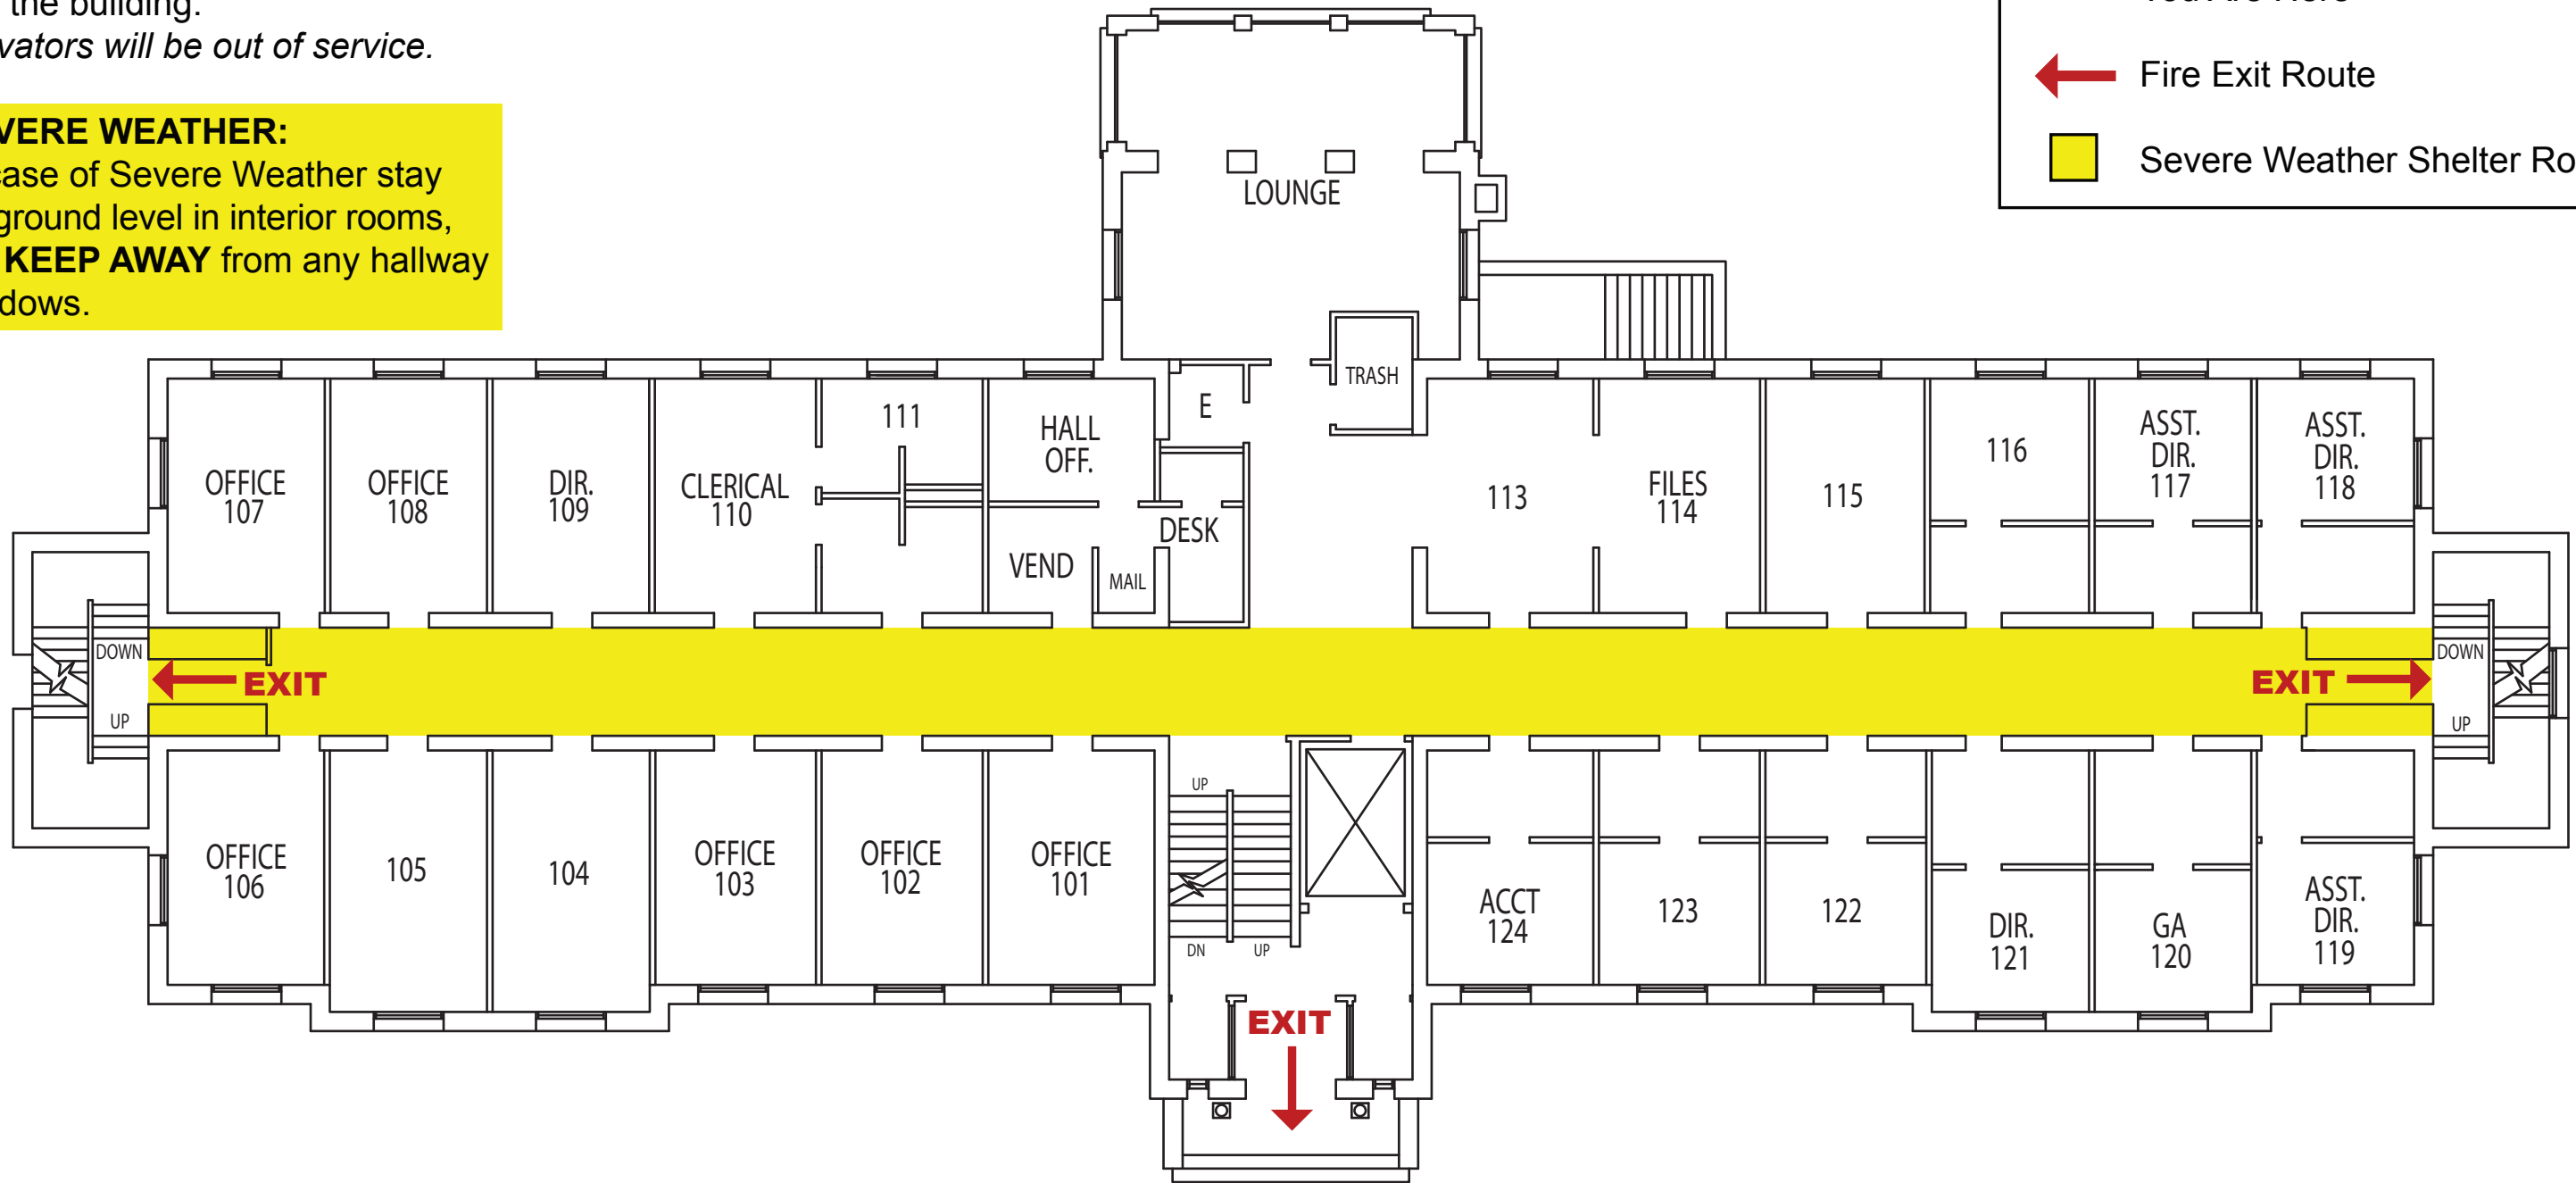 the building.
vators will be out of service.
VERE WEATHER:
case of Severe Weather stay
ground level in interior rooms,
KEEP AWAY from any hallway
dows.
You Are Here
Fire Exit Route
Severe Weather Shelter Ro
LOUNGE
TRASH
E
HALL
OFF.
111
OFFICE
107
OFFICE
108
DIR.
109
CLERICAL
110
VEND
MAIL
DESK
113
FILES
114
115
116
ASST.
DIR.
117
ASST.
DIR.
118
DOWN
UP
EXIT
EXIT
DOWN
UP
OFFICE
106
105
104
OFFICE
103
OFFICE
102
OFFICE
101
UP
DN
UP
EXIT
ACCT
124
123
122
DIR.
121
GA
120
ASST.
DIR.
119